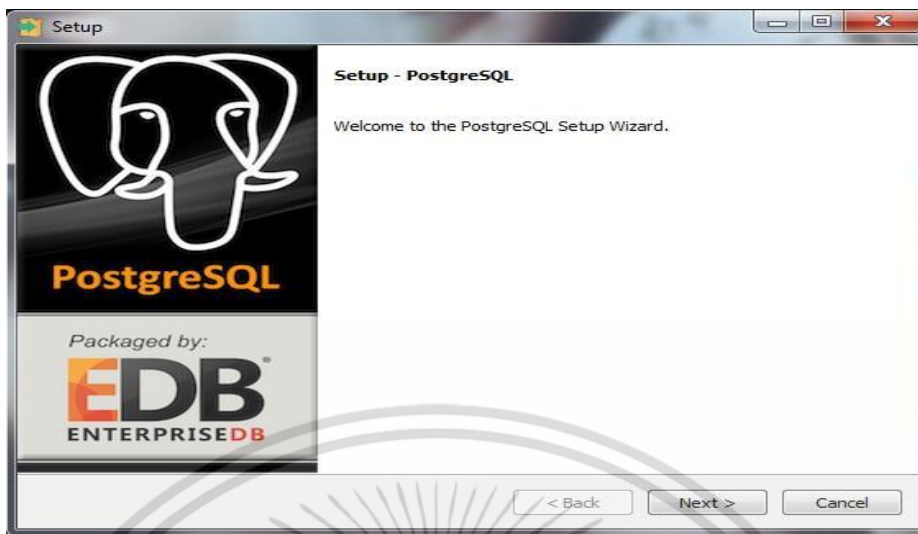 Setup
Setup - PostgreSQL
Welcome to the PostgreSQL Setup Wizard.
PostgreSQL
Packaged by:
EDB
ENTERPRISEDB
< Back
Next >
Cancel